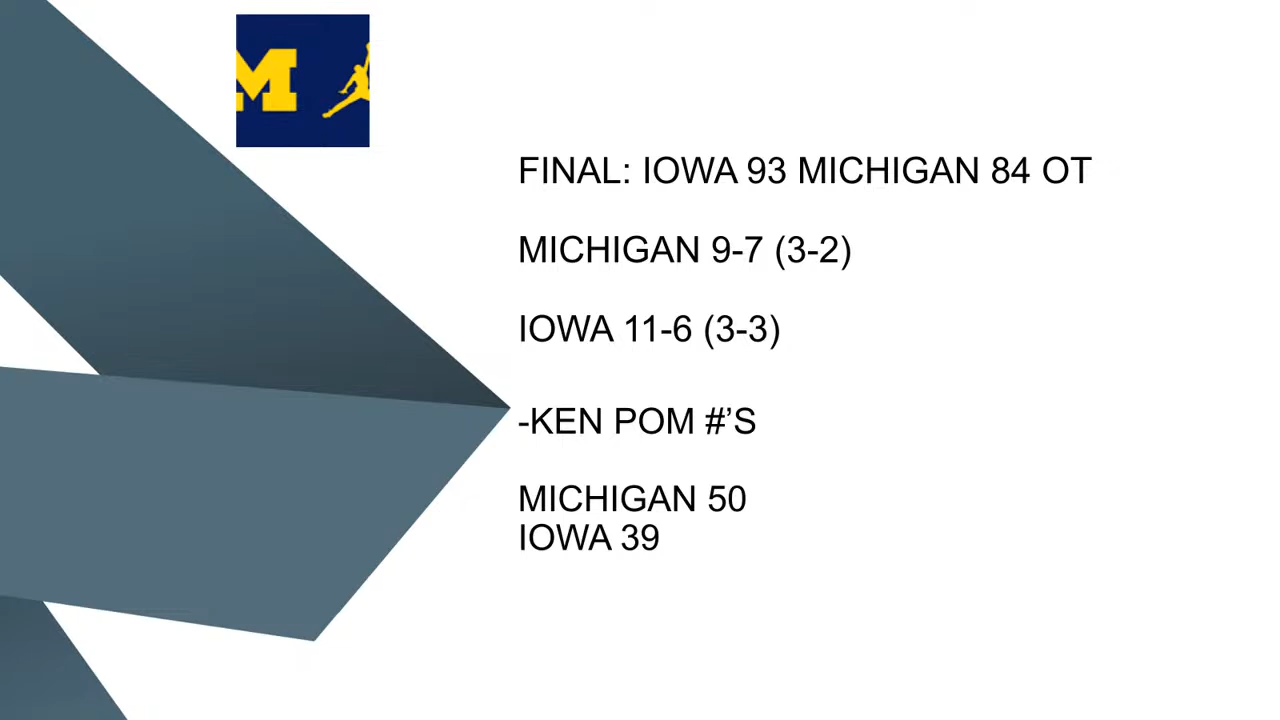 M
FINAL: IOWA 93 MICHIGAN 84 OT
MICHIGAN 9-7 (3-2)
IOWA 11-6 (3-3)
-KEN POM #’S
MICHIGAN 50
IOWA 39